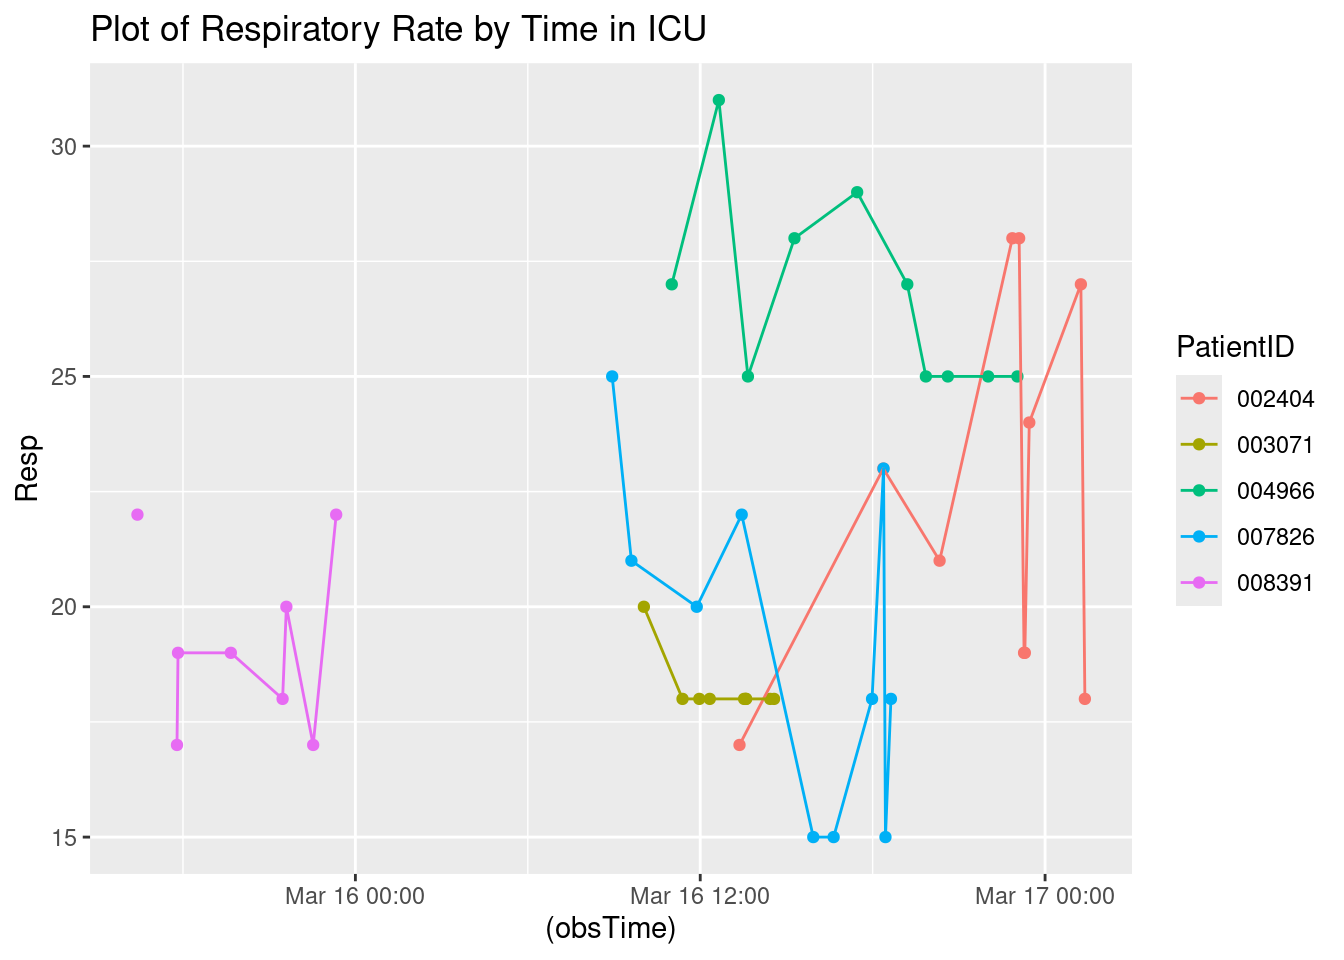 Plot of Respiratory Rate by Time in ICU
30
25
20
15
Resp
Mar 16 00:00
Mar 16 12:00
Mar 17 00:00
(obsTime)
PatientID
002404
003071
004966
007826
008391